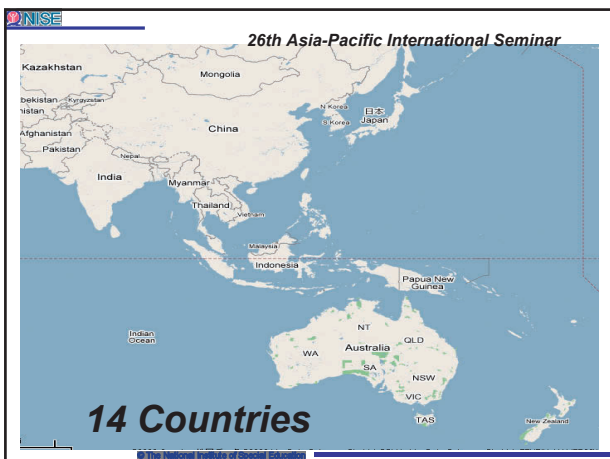 NISE
26th Asia-Pacific International Seminar
Kazakhstan
Mongolia
Kyrgyzstan
N Korea
日本
Japan
S Korea
China
Afghanistan
Pakistan
Nepal
India
Myanmar
Thailand
Vietnam
Malaysia
Indonesia
Papua New
Guinea
Indian
Ocean
NT
QLD
WA
Australia
SA
NSW
VIC
TAS
New Zealand
14 Countries
© The National Institute of Special Education